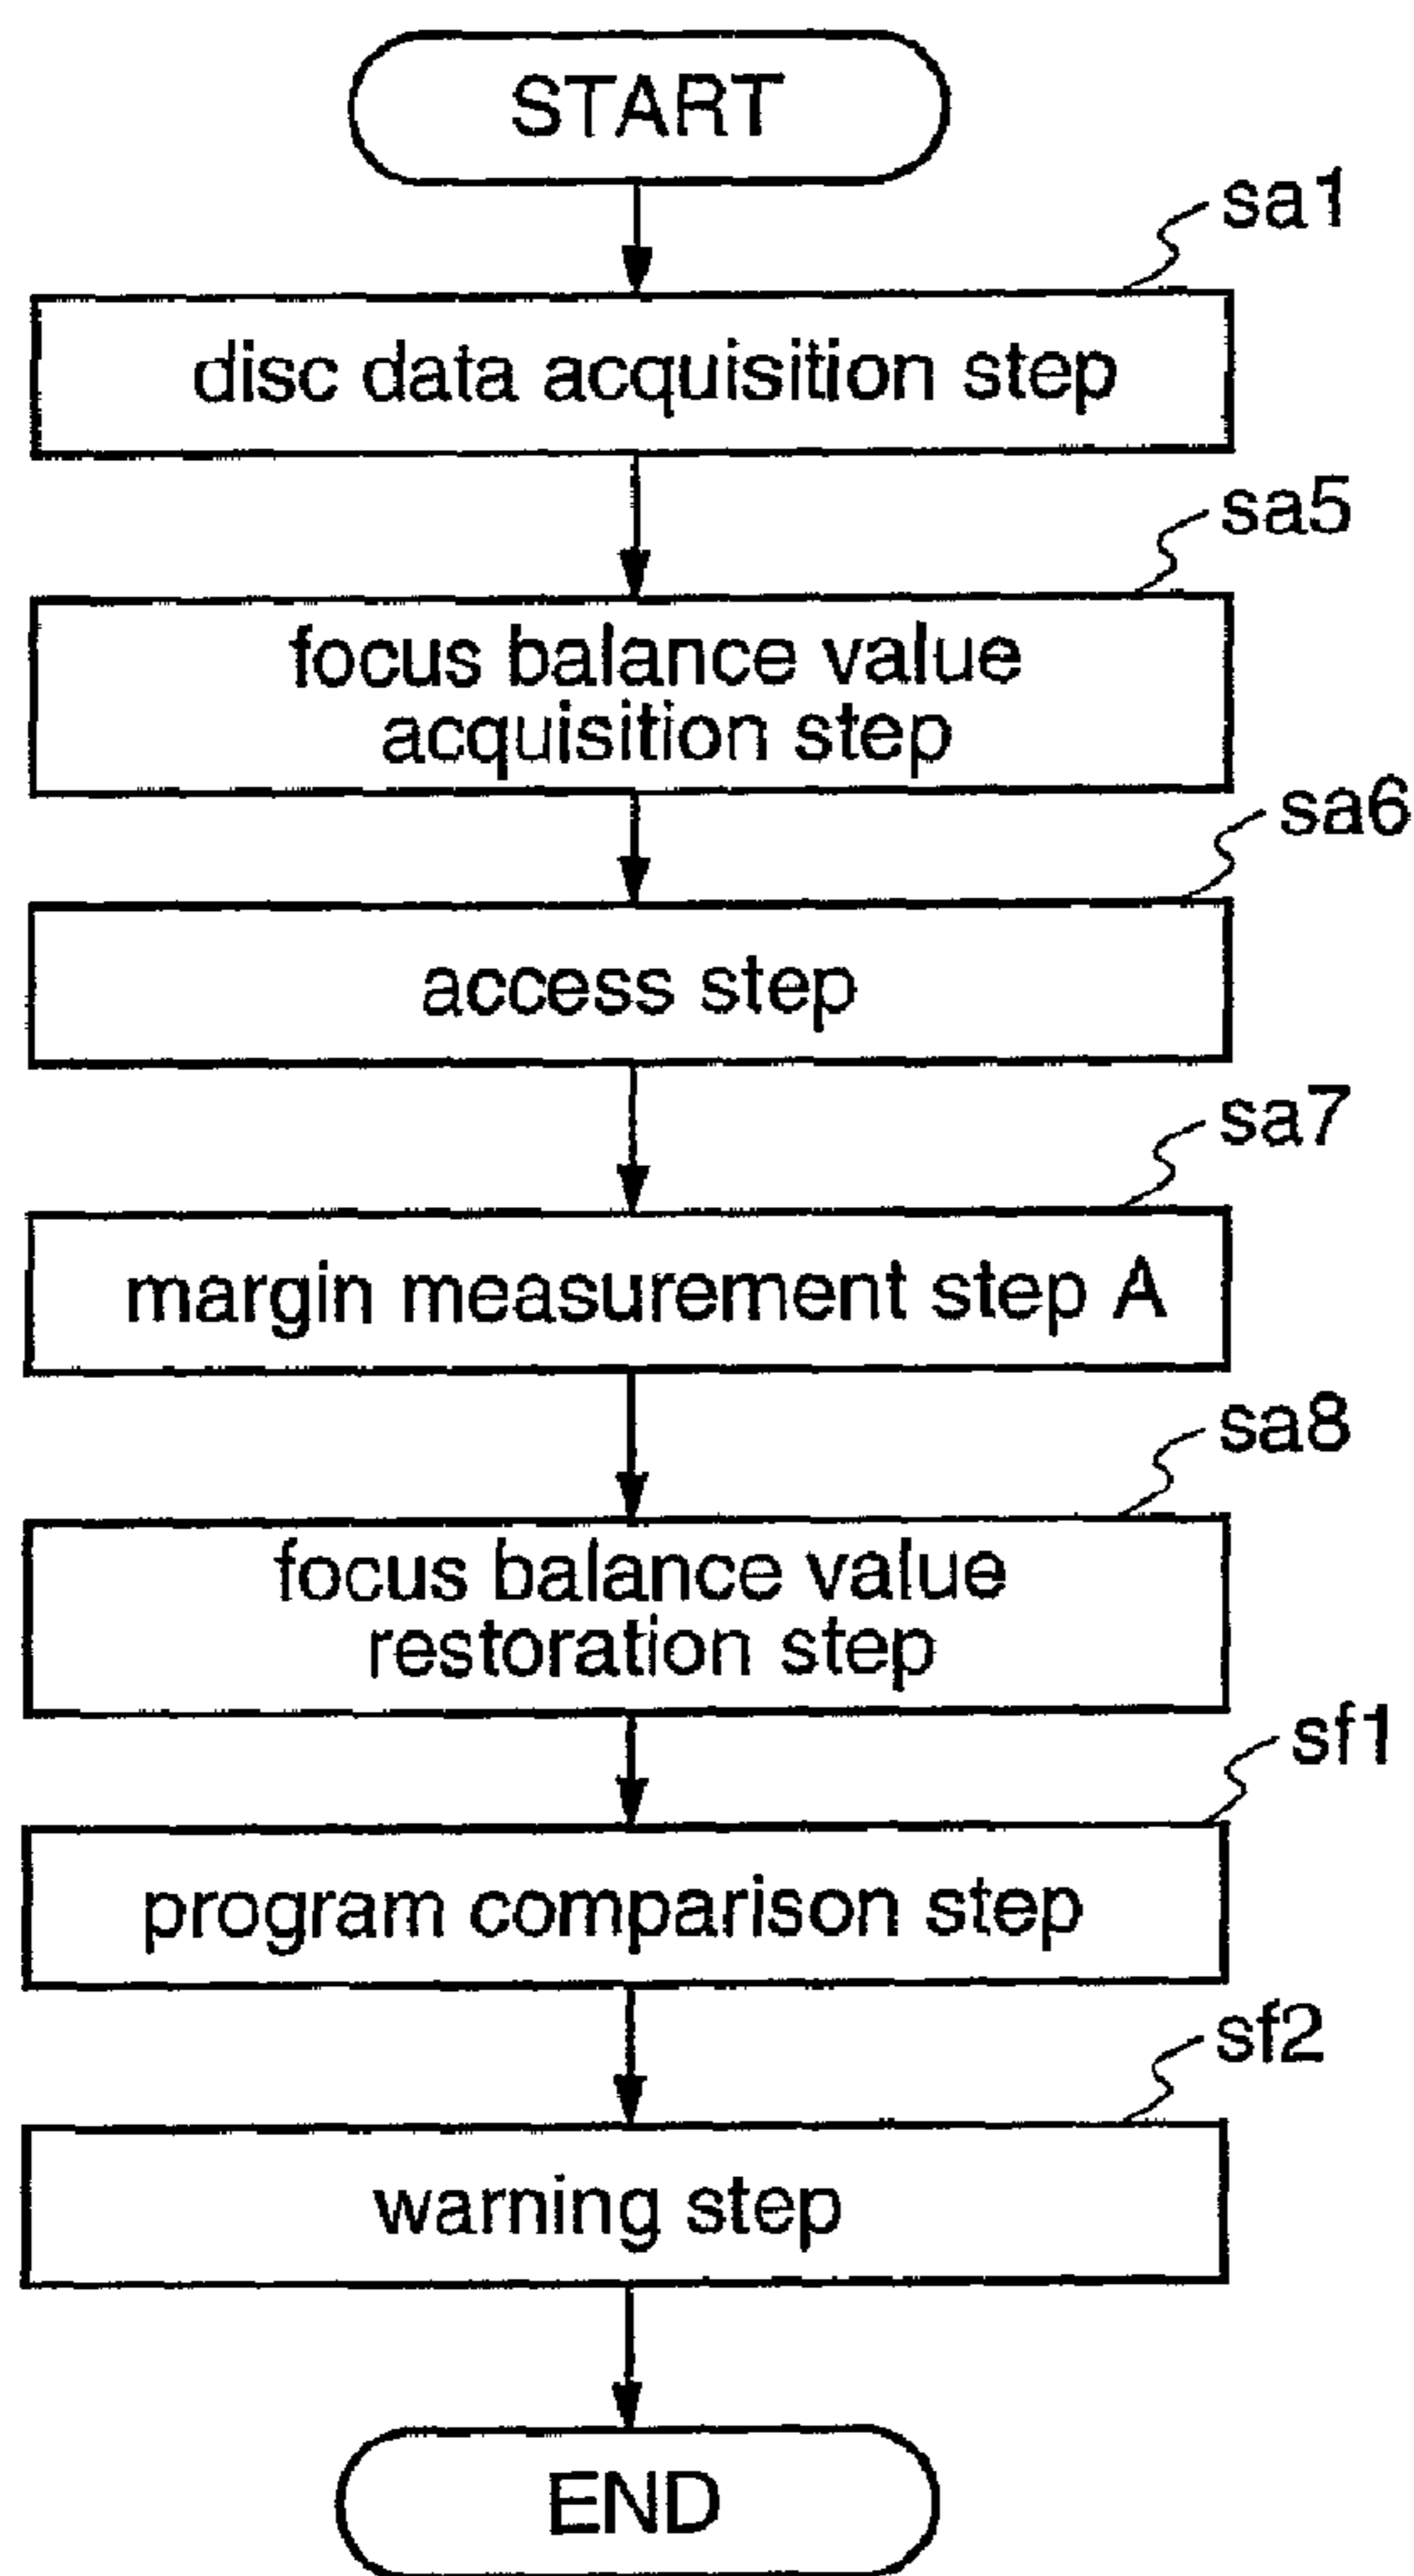 START
sa1
disc data acquisition step
sa5
focus balance value
acquisition step
sa6
access step
sa7
margin measurement step A
sa8
focus balance value
restoration step
sf1
program comparison step
sf2
warning step
END